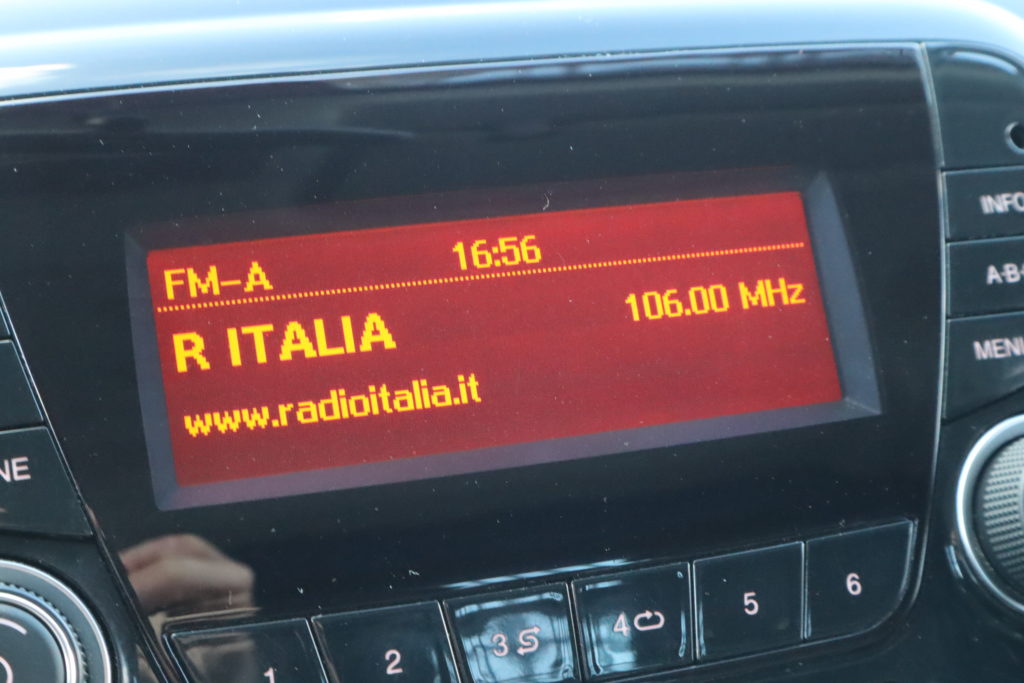 FM-A 16:56
R ITALIA 106.00 MHz
www.radioitalia.it
INFO
MENU
1 2 3 4 5 6